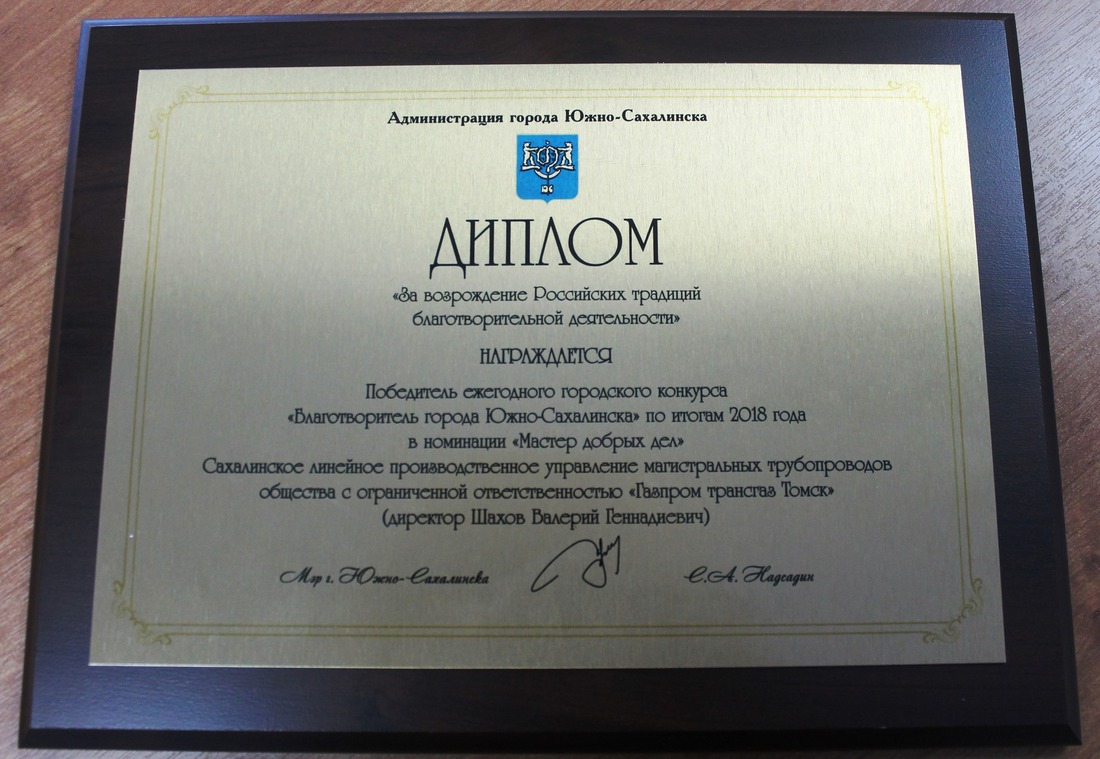 Администрация города Южно-Сахалинска
ДИПЛОМ
«За возрождение Российских традиций
благотворительной деятельности»
НАГРАЖДАЕТСЯ
Победитель ежегодного городского конкурса
«Благотворитель города Южно-Сахалинска» по итогам 2018 года
в номинации «Мастер добрых дел»
Сахалинское линейное производственное управление магистральных трубопроводов
общества с ограниченной ответственностью «Газпром трансгаз Томск»
(директор Шахов Валерий Геннадиевич)
Мэр г. Южно-Сахалинска С.А. Надсадин